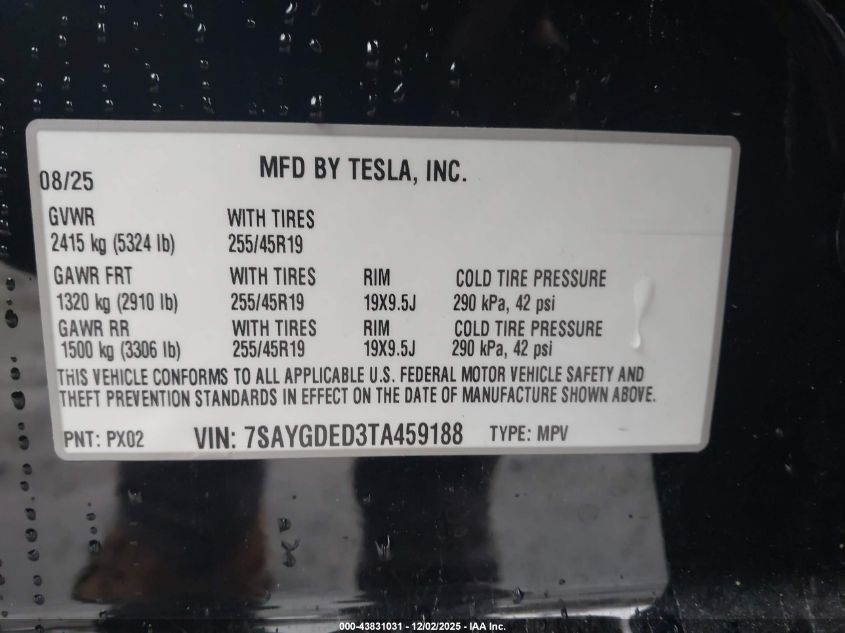 MFD BY TESLA, INC.
08/25
GVWR WITH TIRES
2415 kg (5324 lb) 255/45R19
GAWR FRT WITH TIRES RIM COLD TIRE PRESSURE
1320 kg (2910 lb) 255/45R19 19X9.5J 290 kPa, 42 psi
GAWR RR WITH TIRES RIM COLD TIRE PRESSURE
1500 kg (3306 lb) 255/45R19 19X9.5J 290 kPa, 42 psi
THIS VEHICLE CONFORMS TO ALL APPLICABLE U.S. FEDERAL MOTOR VEHICLE SAFETY AND
THEFT PREVENTION STANDARDS IN EFFECT ON THE DATE OF MANUFACTURE SHOWN ABOVE.
PNT: PX02 VIN: 7SAYGDED3TA459188 TYPE: MPV
000-43831031 - 12/02/2025 - IAA Inc.